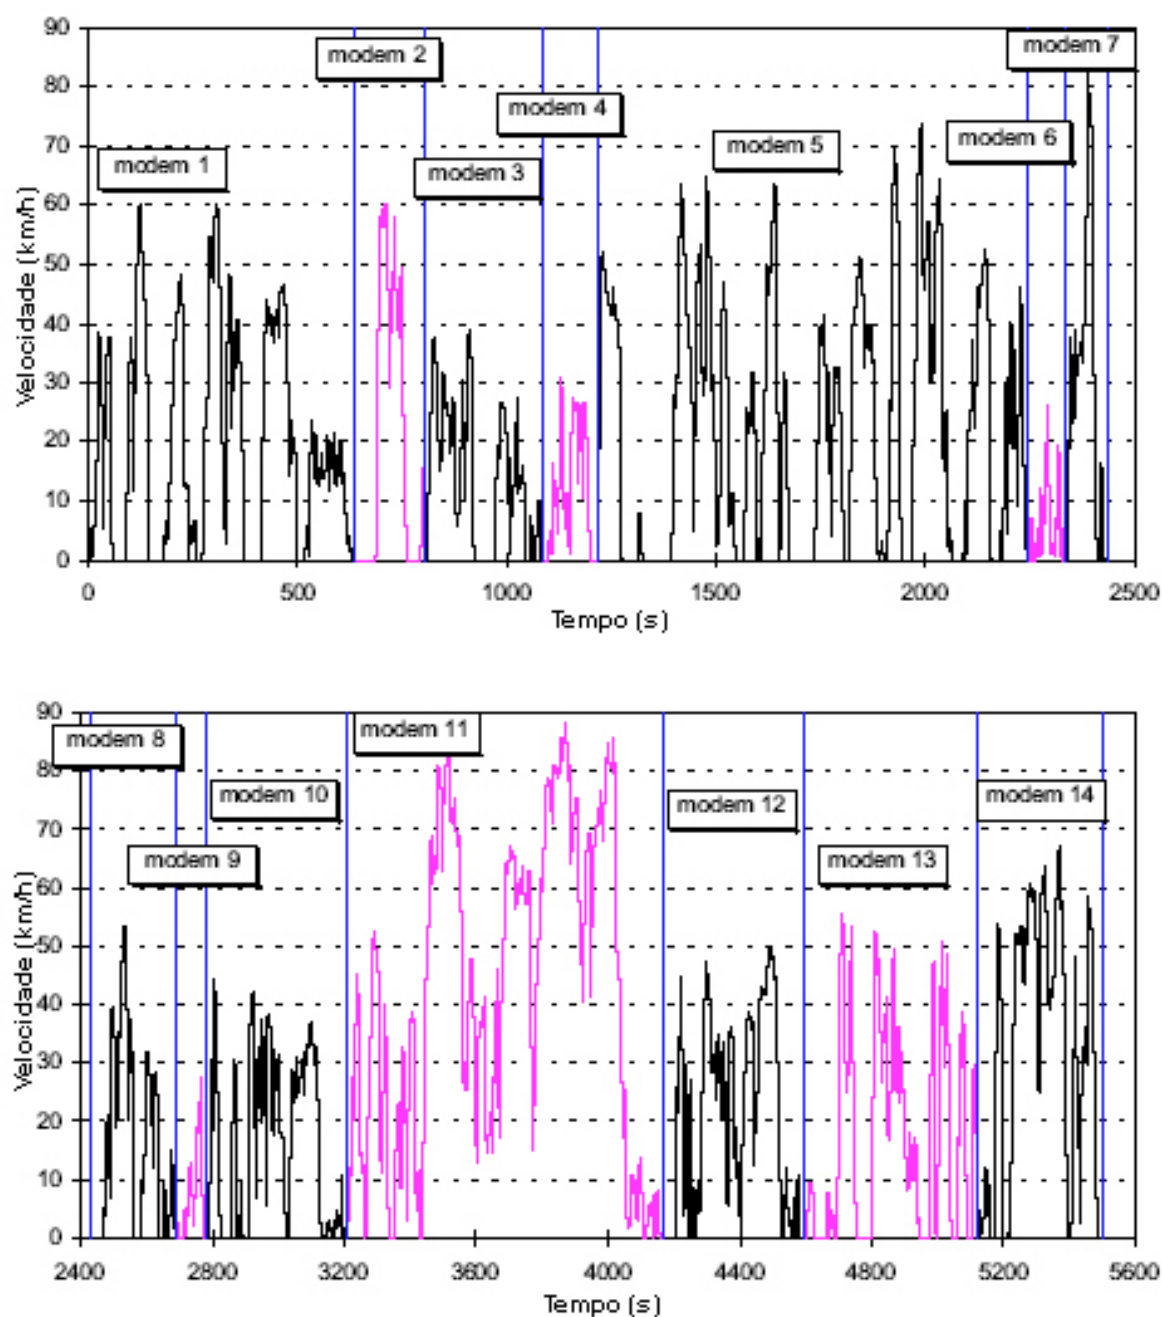 90
80
70
60
50
40
30
20
10
0
Velocidade (km/h)
modem 1
modem 2
modem 3
modem 4
modem 5
modem 6
modem 7
0 500 1000 1500 2000 2500
Tempo (s)
90
80
70
60
50
40
30
20
10
0
Velocidade (km/h)
modem 8
modem 9
modem 10
modem 11
modem 12
modem 13
modem 14
2400 2800 3200 3600 4000 4400 4800 5200 5600
Tempo (s)